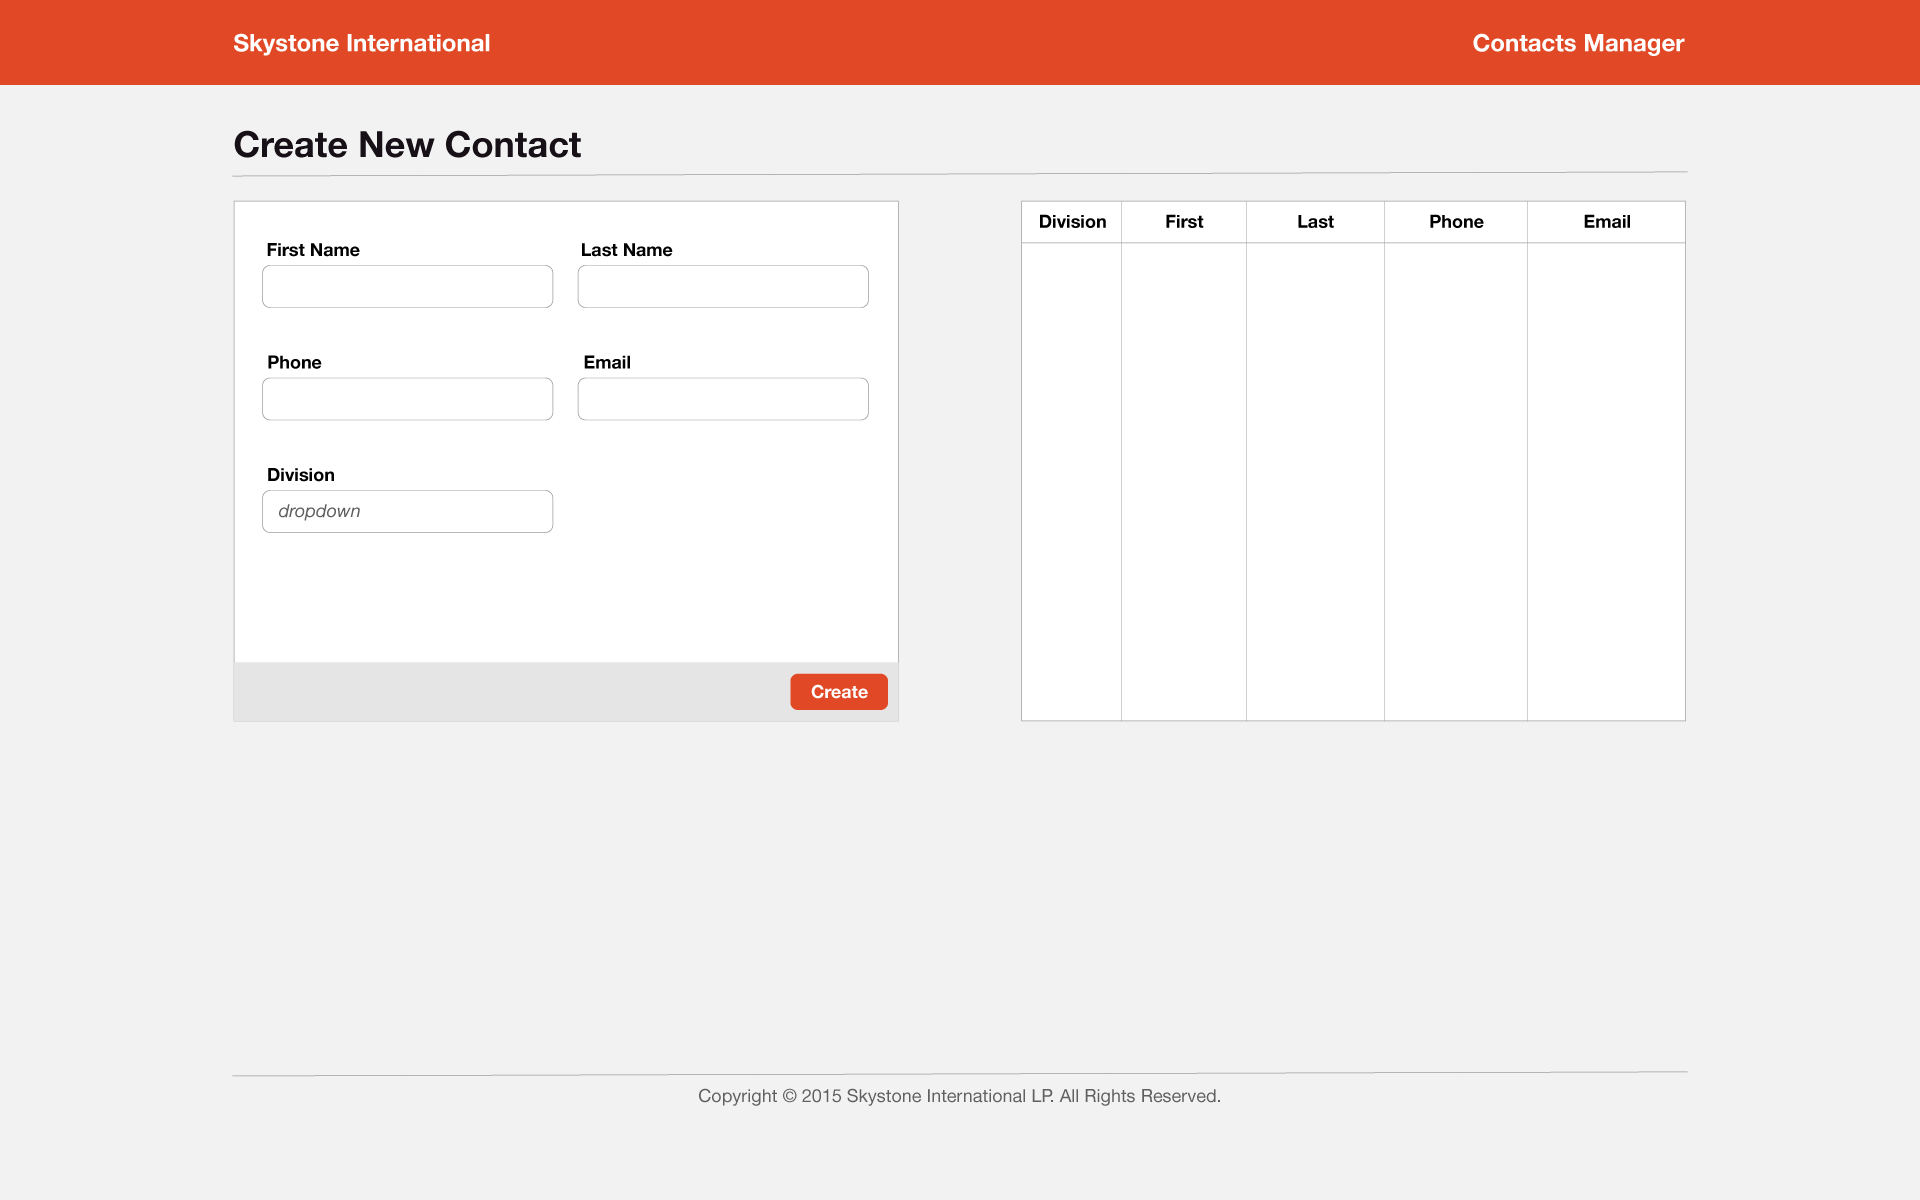 Skystone International
Contacts Manager
Create New Contact
First Name
Last Name
Phone
Email
Division
dropdown
Create
Division First Last Phone Email
Copyright © 2015 Skystone International LP. All Rights Reserved.